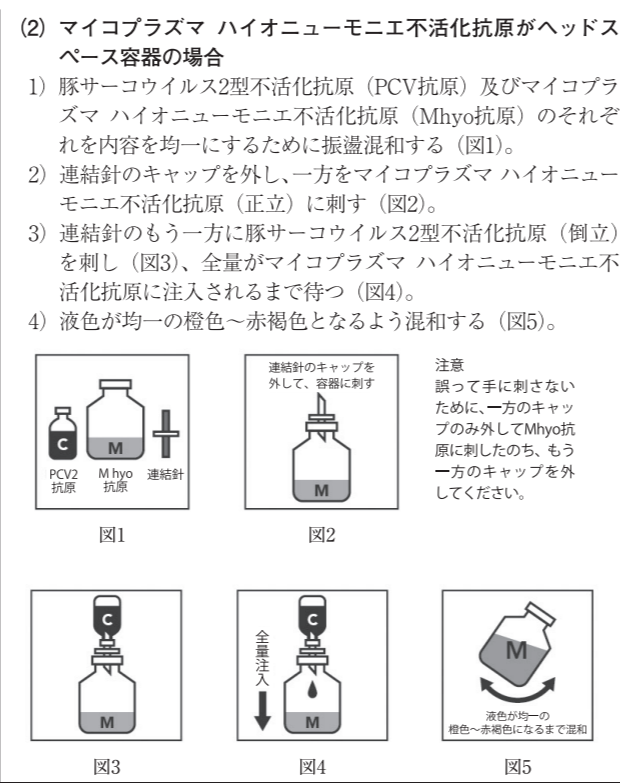 (2) マイコプラズマ ハイオニューモニエ不活化抗原がヘッドス
ペース容器の場合
1) 豚サーコウイルス2型不活化抗原（PCV抗原）及びマイコプラ
ズマ ハイオニューモニエ不活化抗原（Mhyo抗原）のそれぞ
れを内容を均一にするために振盪混和する（図1）。
2) 連結針のキャップを外し、一方をマイコプラズマ ハイオニュー
モニエ不活化抗原（正立）に刺す（図2）。
3) 連結針のもう一方に豚サーコウイルス2型不活化抗原（倒立）
を刺し（図3）、全量がマイコプラズマ ハイオニューモニエ不
活化抗原に注入されるまで待つ（図4）。
4) 液色が均一の橙色～赤褐色となるよう混和する（図5）。
C
M
PCV2
抗原
M hyo
抗原
連結針
図1
連結針のキャップを
外して、容器に刺す
M
図2
注意
誤って手に刺さない
ために、一方のキャッ
プのみ外してMhyo抗
原に刺したのち、もう
一方のキャップを外
してください。
C
M
図3
C
全量注入
M
図4
M
液色が均一の
橙色～赤褐色になるまで混和
図5